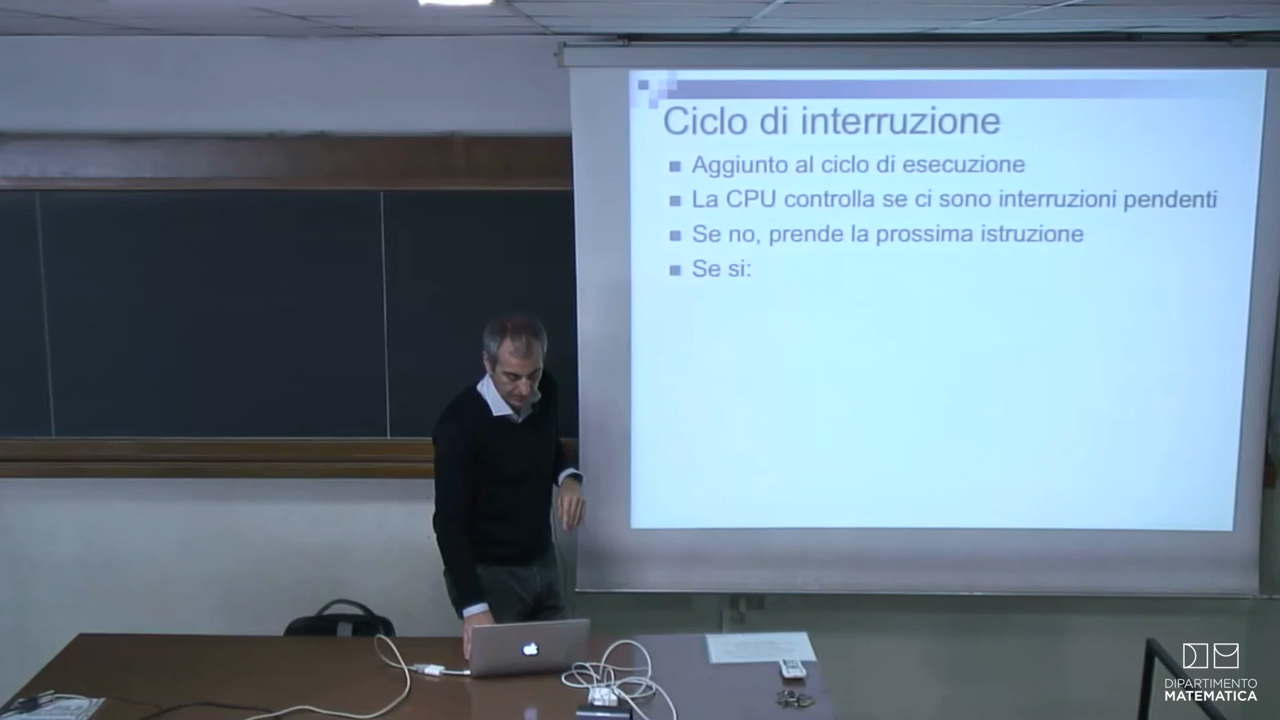 Ciclo di interruzione
Aggiunto al ciclo di esecuzione
La CPU controlla se ci sono interruzioni pendenti
Se no, prende la prossima istruzione
Se si:
DIPARTIMENTO
MATEMATICA